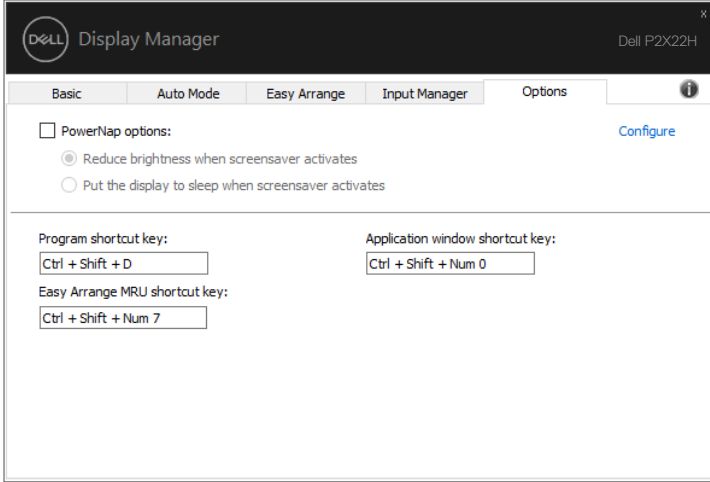 x
DELL Display Manager
Dell P2X22H
Basic
Auto Mode
Easy Arrange
Input Manager
Options
PowerNap options:
Configure
Reduce brightness when screensaver activates
Put the display to sleep when screensaver activates
Program shortcut key:
Application window shortcut key:
Ctrl + Shift + D
Ctrl + Shift + Num 0
Easy Arrange MRU shortcut key:
Ctrl + Shift + Num 7